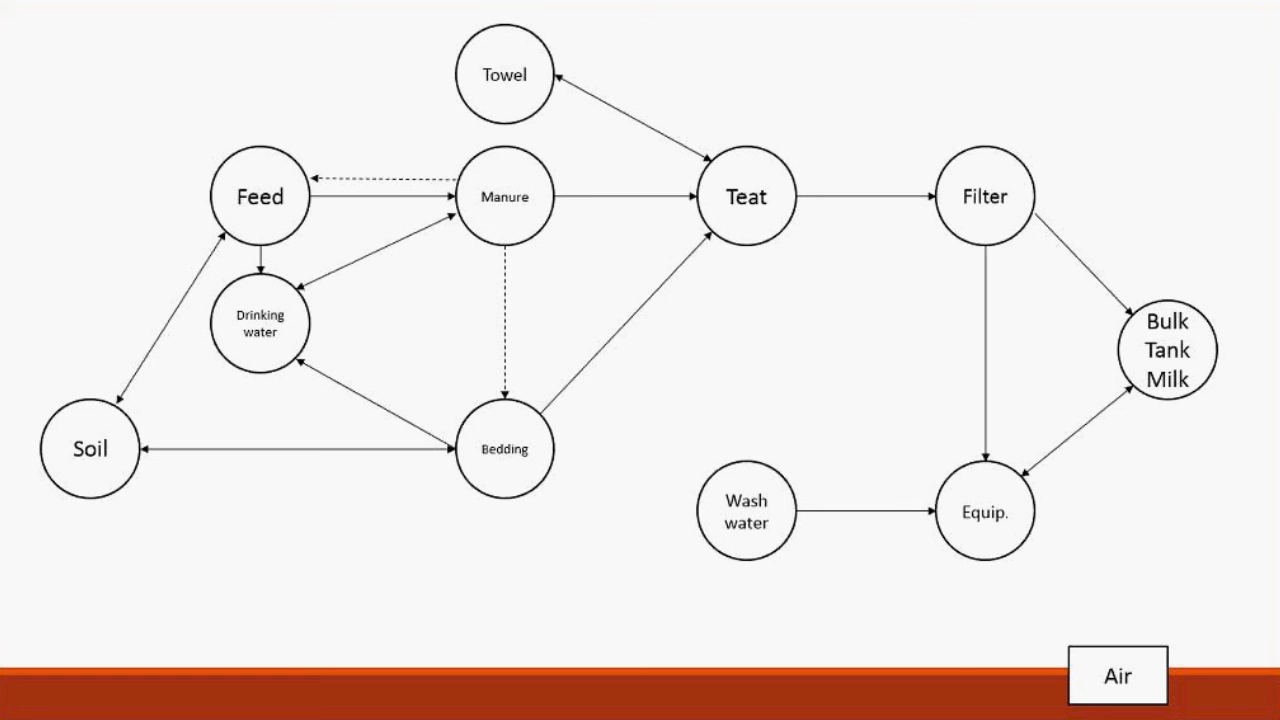 Towel
Feed
Manure
Teat
Filter
Drinking
water
Bulk
Tank
Milk
Soil
Bedding
Wash
water
Equip.
Air